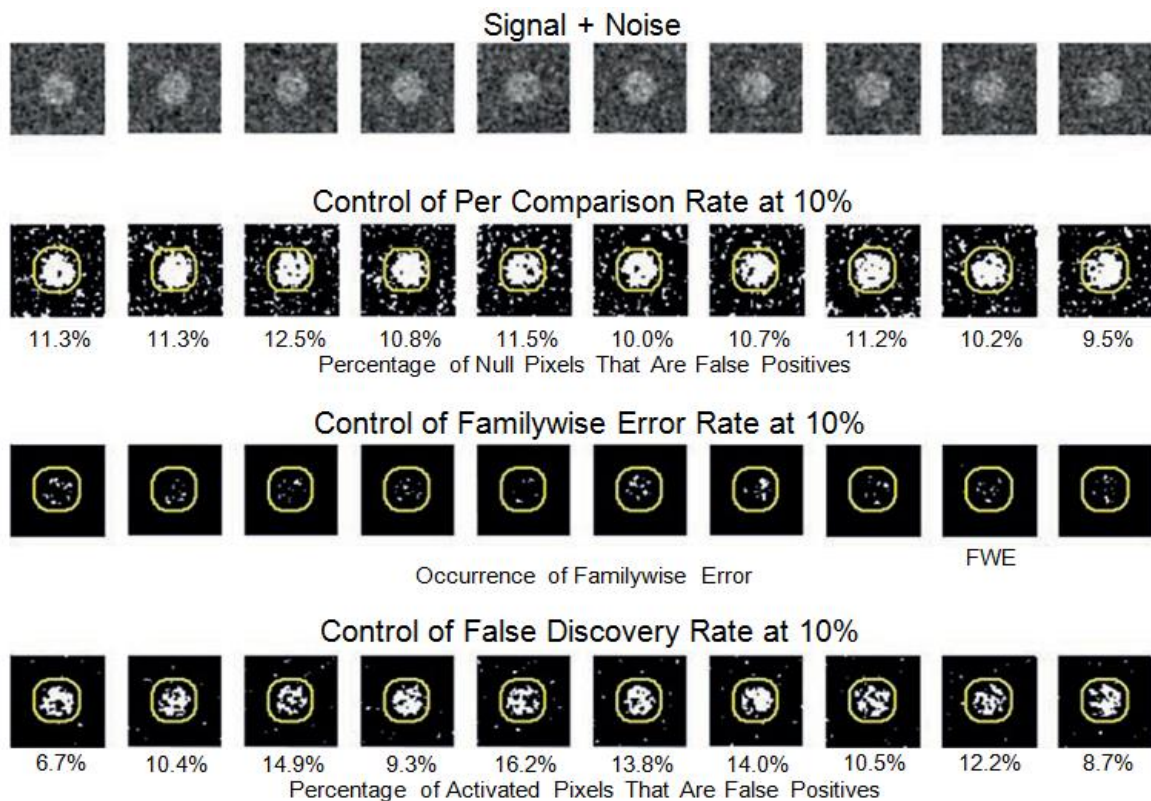 Signal + Noise
Control of Per Comparison Rate at 10%
11.3% 11.3% 12.5% 10.8% 11.5% 10.0% 10.7% 11.2% 10.2% 9.5%
Percentage of Null Pixels That Are False Positives
Control of Familywise Error Rate at 10%
FWE
Occurrence of Familywise Error
Control of False Discovery Rate at 10%
6.7% 10.4% 14.9% 9.3% 16.2% 13.8% 14.0% 10.5% 12.2% 8.7%
Percentage of Activated Pixels That Are False Positives